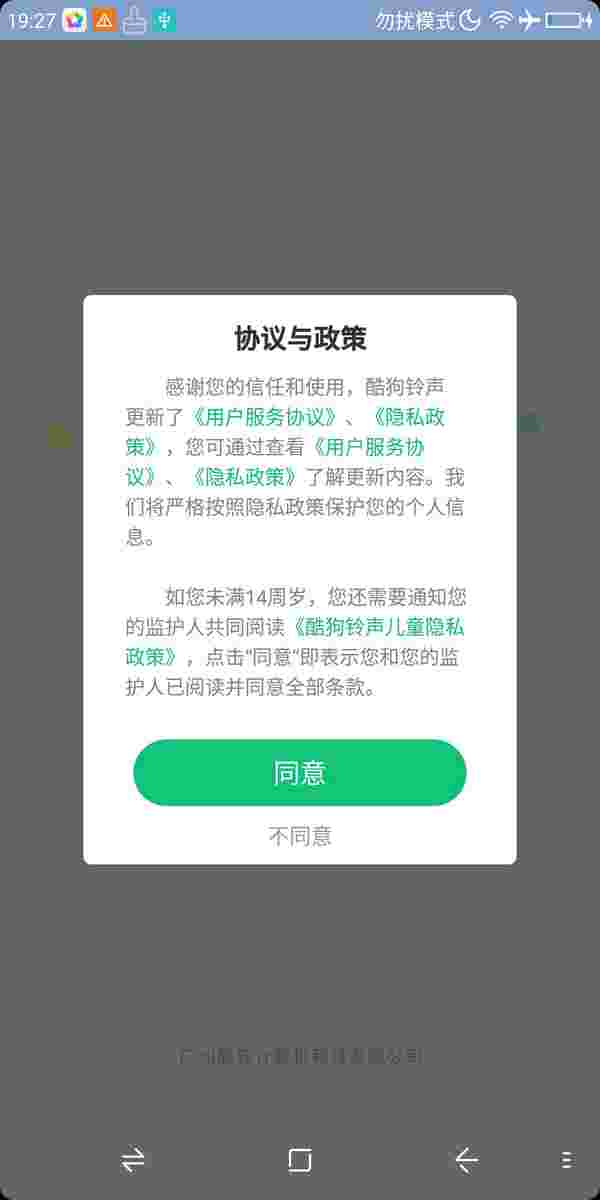 19:27
勿扰模式
协议与政策
感谢您的信任和使用，酷狗铃声
更新了《用户服务协议》、《隐私政
策》，您可通过查看《用户服务协
议》、《隐私政策》了解更新内容。我
们将严格按照隐私政策保护您的个人信
息。
如您未满14周岁，您还需要通知您
的监护人共同阅读《酷狗铃声儿童隐私
政策》，点击“同意”即表示您和您的监
护人已阅读并同意全部条款。
同意
不同意